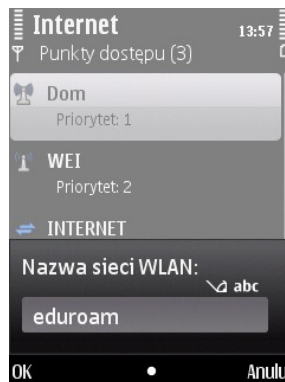 Internet
13:57
Punkty dostępu (3)
Dom
Priorytet: 1
WEI
Priorytet: 2
INTERNET
Nazwa sieci WLAN:
abc
eduroam
OK
Anulu